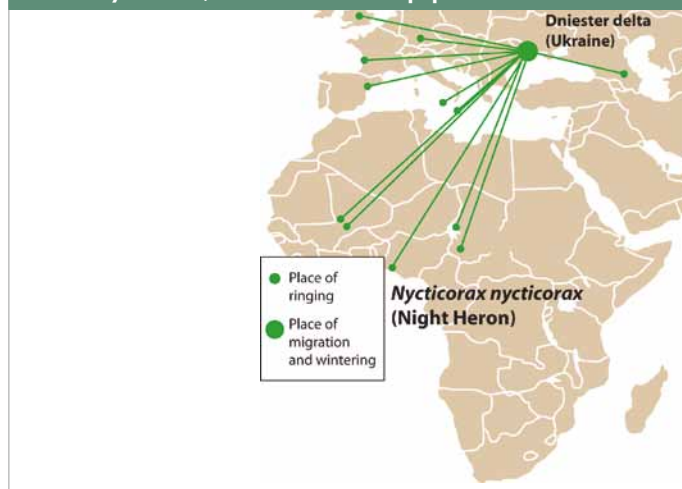 Dniester delta
(Ukraine)
Place of
ringing
Place of
migration
and wintering
Nycticorax nycticorax
(Night Heron)